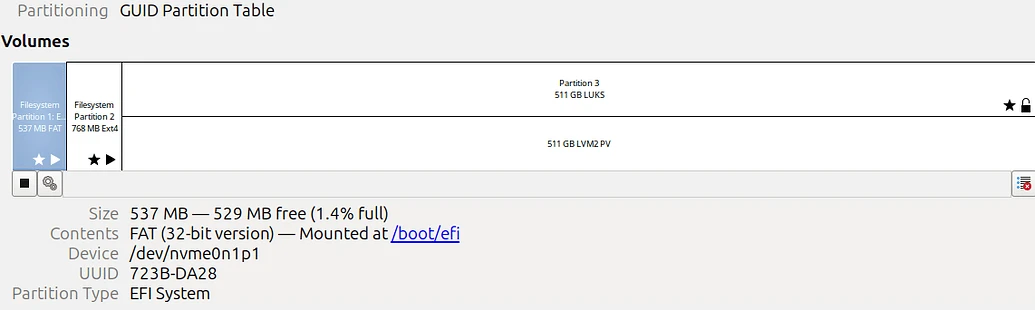 Partitioning GUID Partition Table
Volumes
Filesystem
Partition 1: E...
537 MB FAT
Filesystem
Partition 2
768 MB Ext4
Partition 3
511 GB LUKS
511 GB LVM2 PV
Size 537 MB — 529 MB free (1.4% full)
Contents FAT (32-bit version) — Mounted at /boot/efi
Device /dev/nvme0n1p1
UUID 723B-DA28
Partition Type EFI System